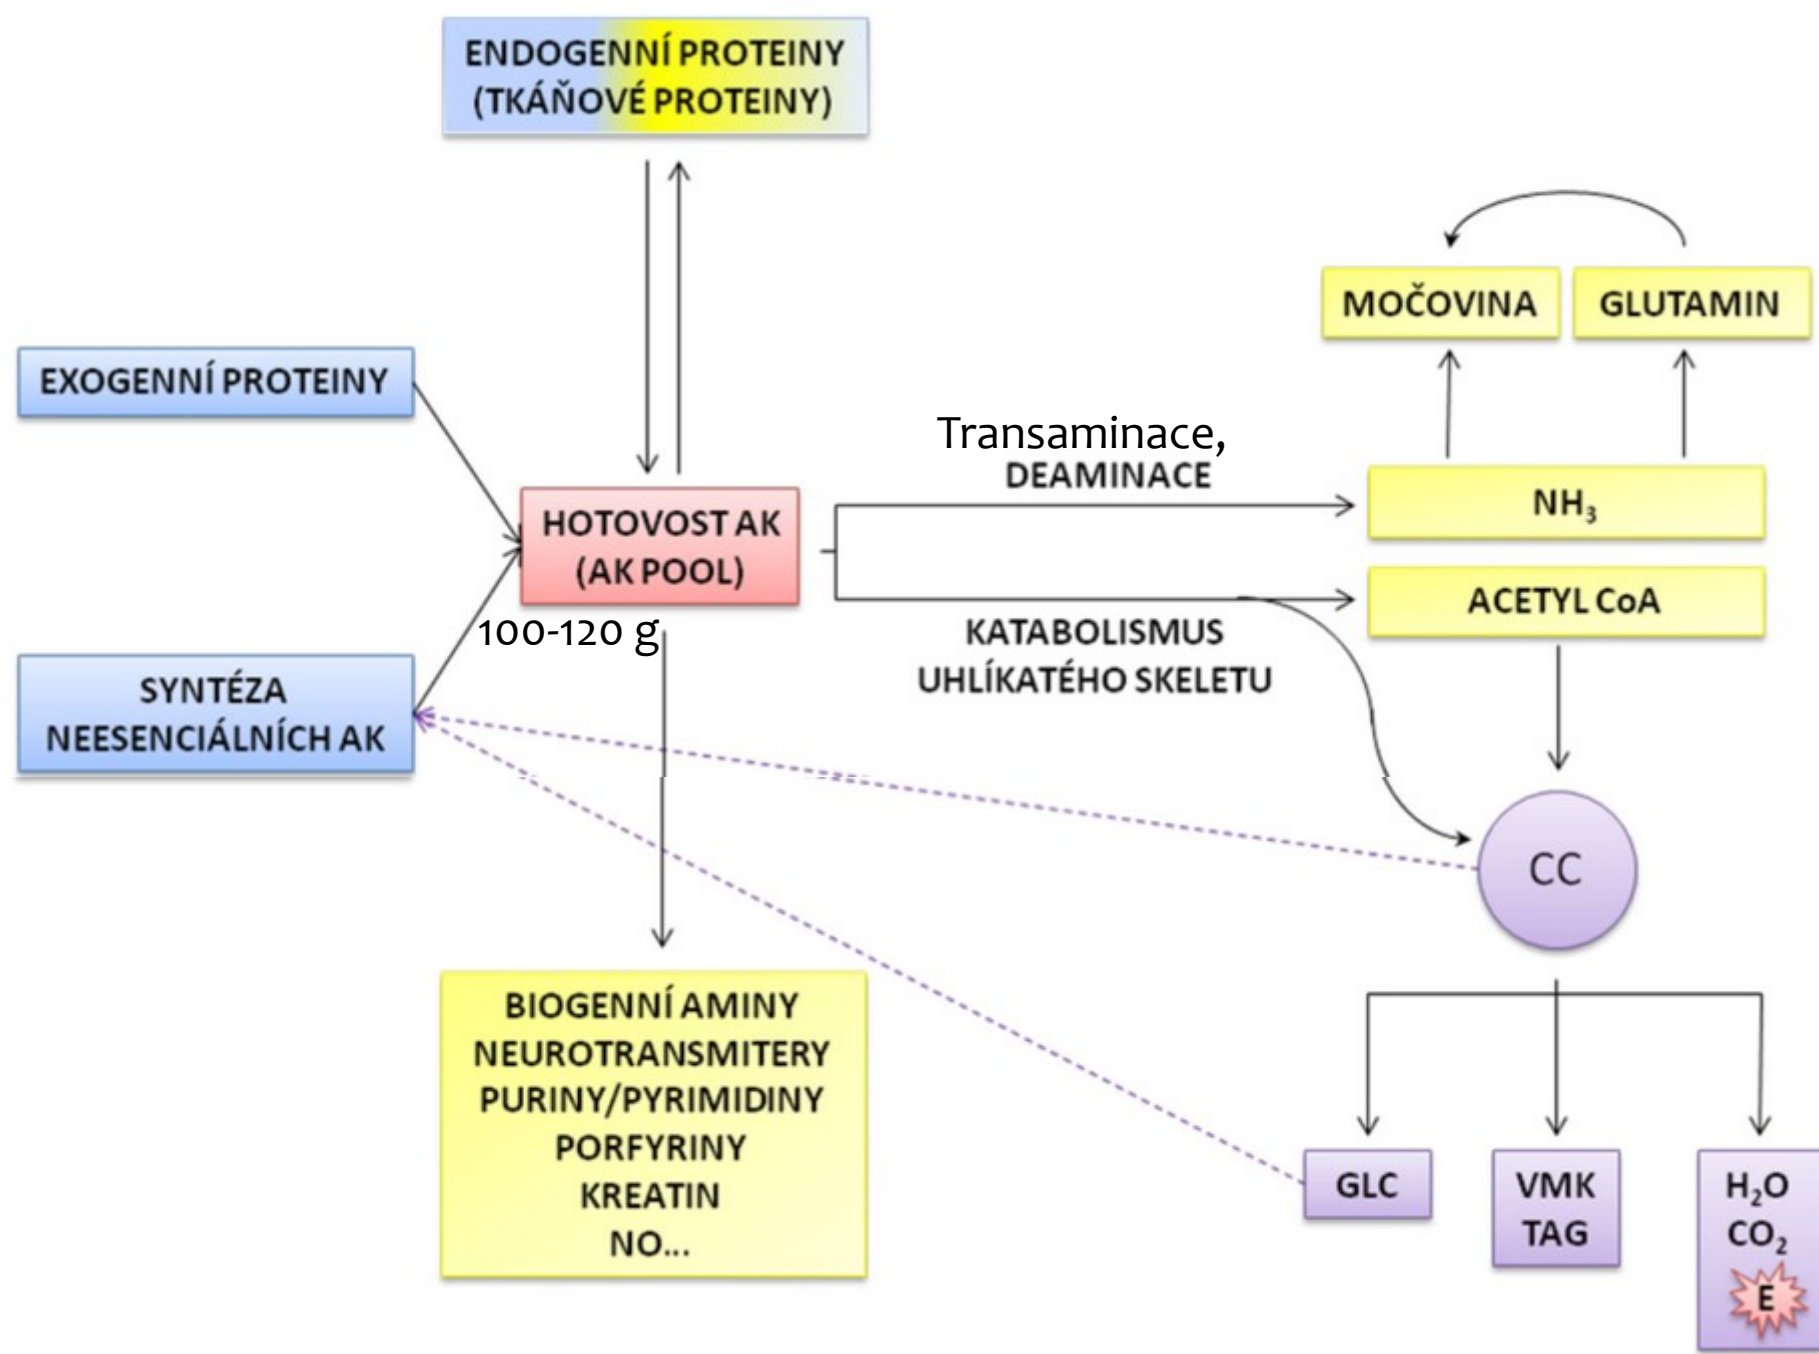 ENDOGENNÍ PROTEINY
(TKÁŇOVÉ PROTEINY)
MOČOVINA
GLUTAMIN
EXOGENNÍ PROTEINY
Transaminace,
DEAMINACE
NH₃
HOTOVOST AK
(AK POOL)
ACETYL CoA
100-120 g
KATABOLISMUS
UHLÍKATÉHO SKELETU
SYNTÉZA
NEESENCIÁLNÍCH AK
CC
BIOGENNÍ AMINY
NEUROTRANSMITERY
PURINY/PYRIMIDINY
PORFYRINY
KREATIN
NO...
GLC
VMK
TAG
H₂O
CO₂
E